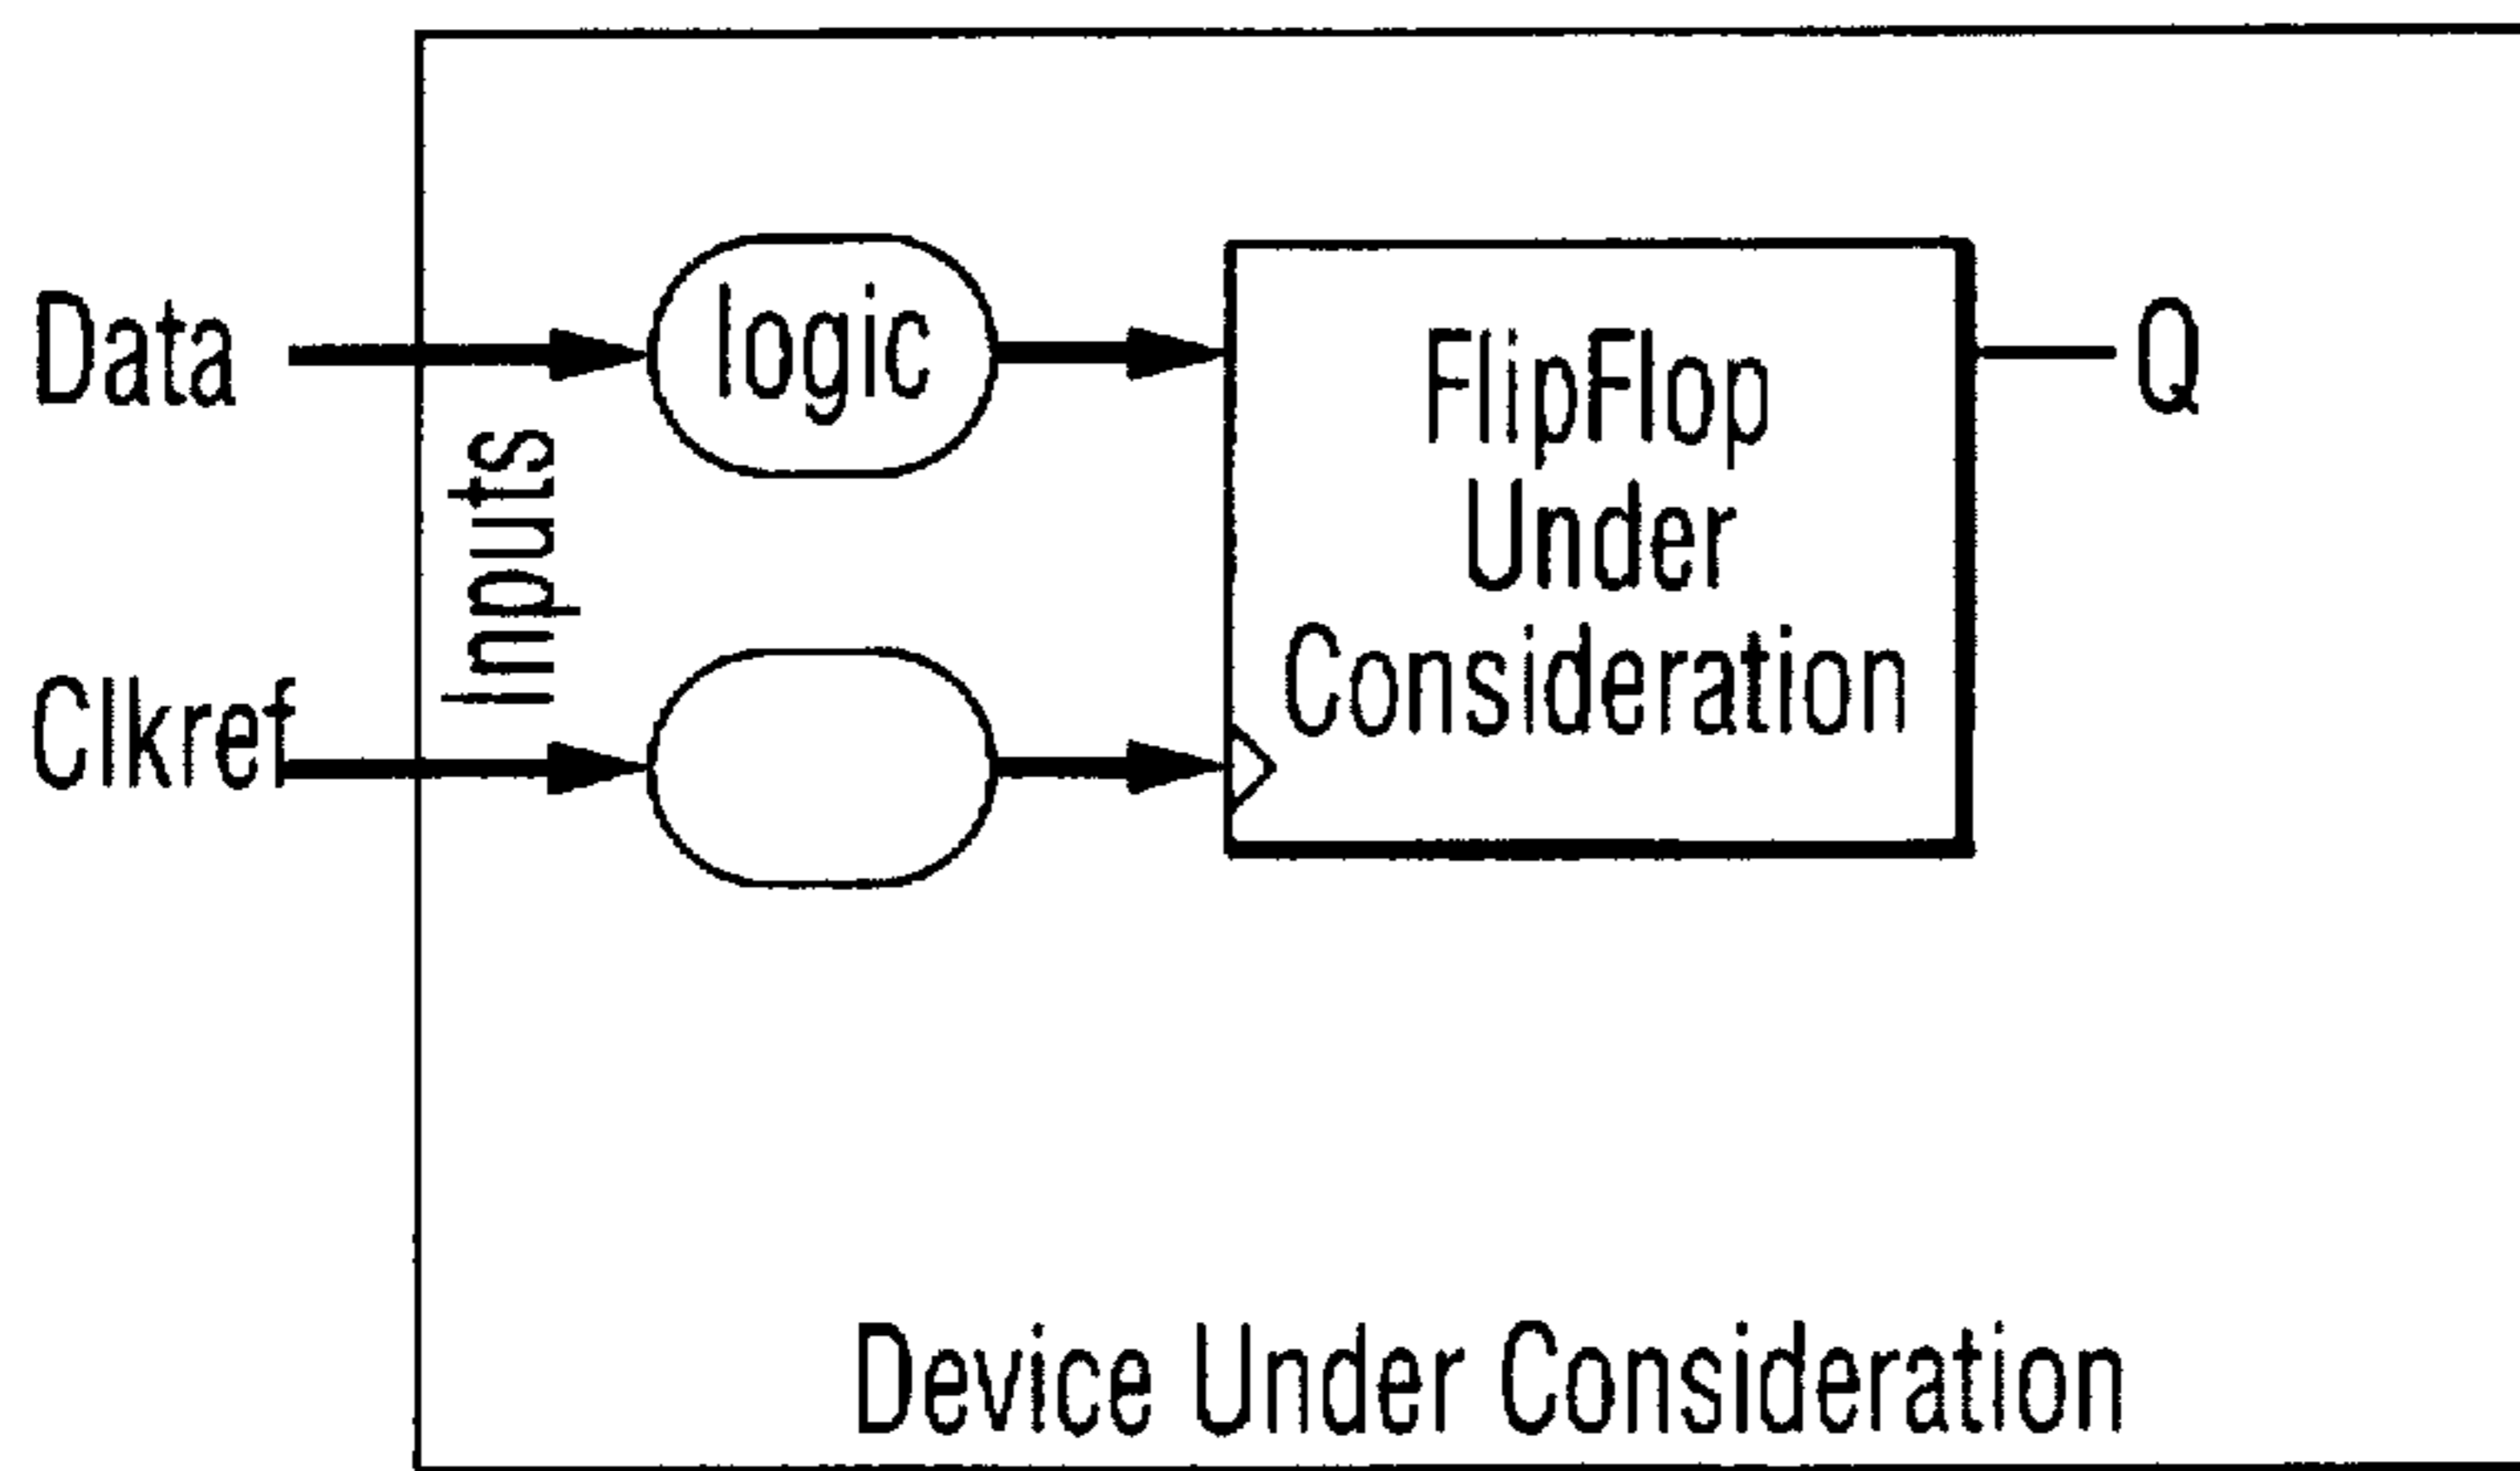 Data
logic
FlipFlop
Under
Consideration
Q
Inputs
Clkref
Device Under Consideration